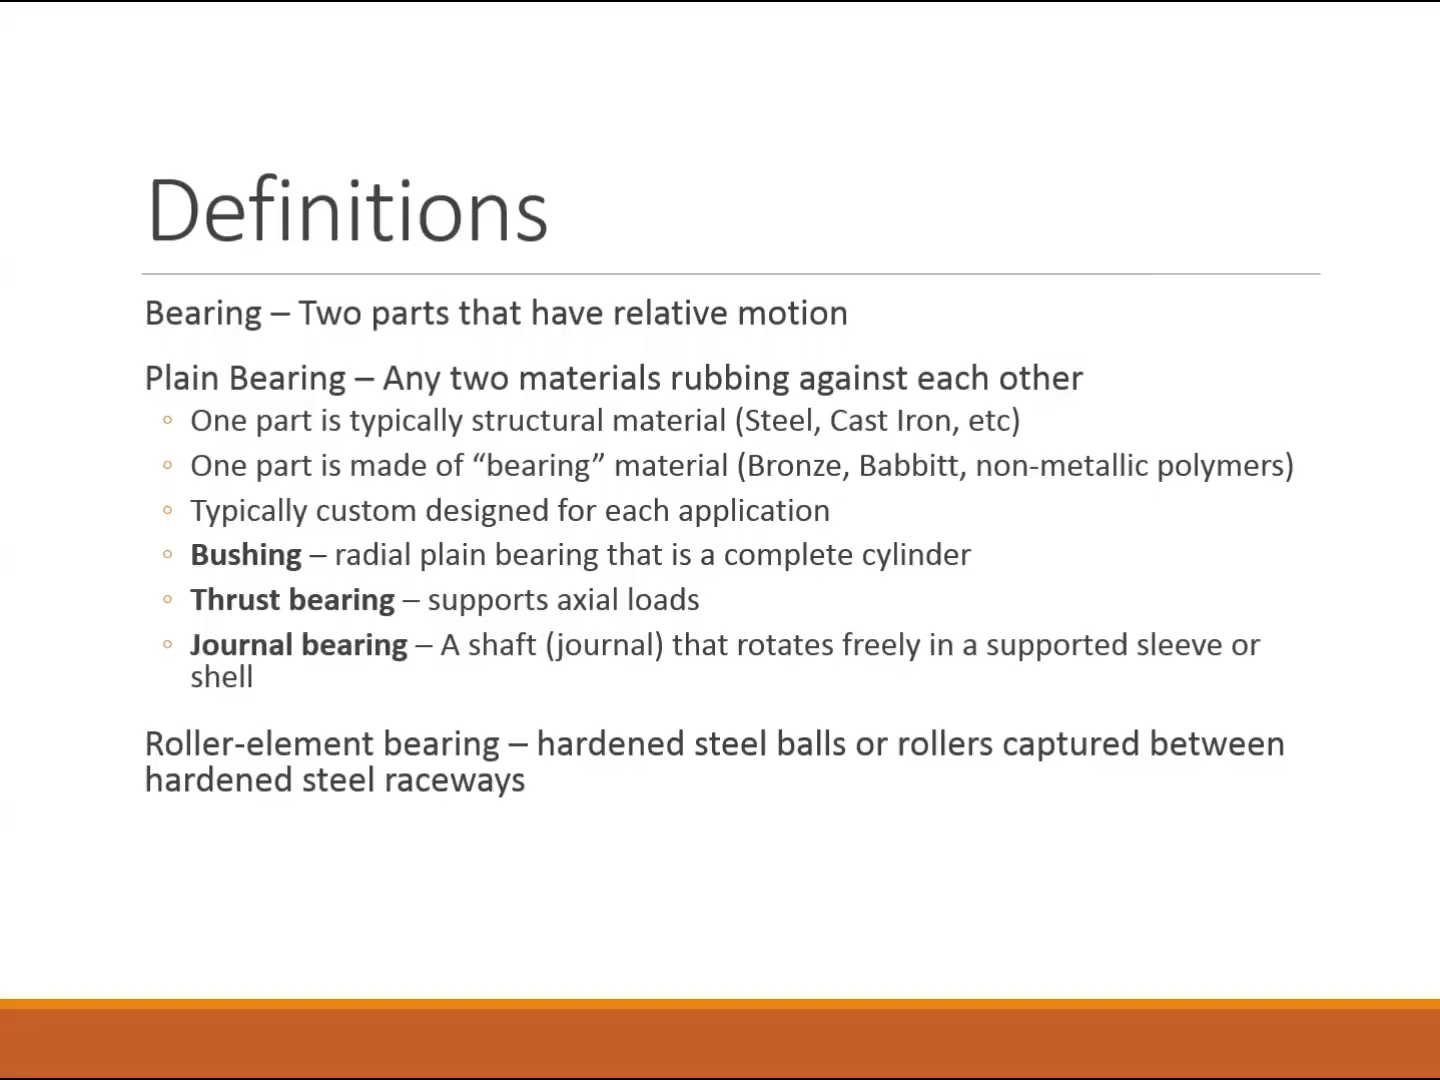 Definitions
Bearing – Two parts that have relative motion
Plain Bearing – Any two materials rubbing against each other
◦ One part is typically structural material (Steel, Cast Iron, etc)
◦ One part is made of “bearing” material (Bronze, Babbitt, non-metallic polymers)
◦ Typically custom designed for each application
◦ Bushing – radial plain bearing that is a complete cylinder
◦ Thrust bearing – supports axial loads
◦ Journal bearing – A shaft (journal) that rotates freely in a supported sleeve or
shell
Roller-element bearing – hardened steel balls or rollers captured between
hardened steel raceways